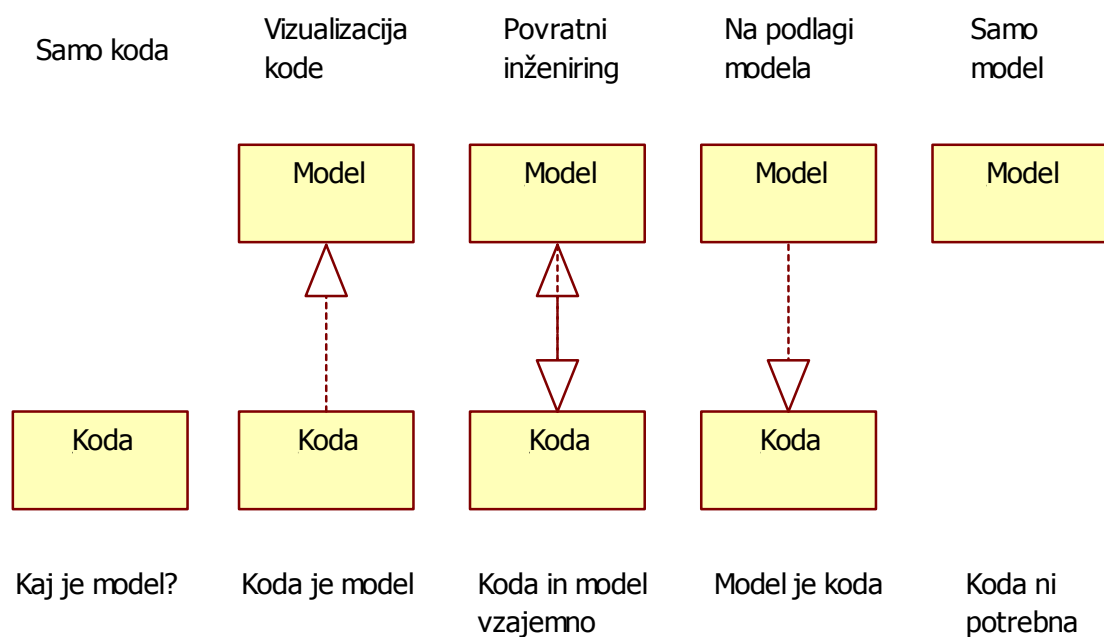 Samo koda
Vizualizacija
kode
Povratni
inženiring
Na podlagi
modela
Samo
model
Model
Model
Model
Model
Koda
Koda
Koda
Koda
Kaj je model?
Koda je model
Koda in model
vzajemno
Model je koda
Koda ni
potrebna